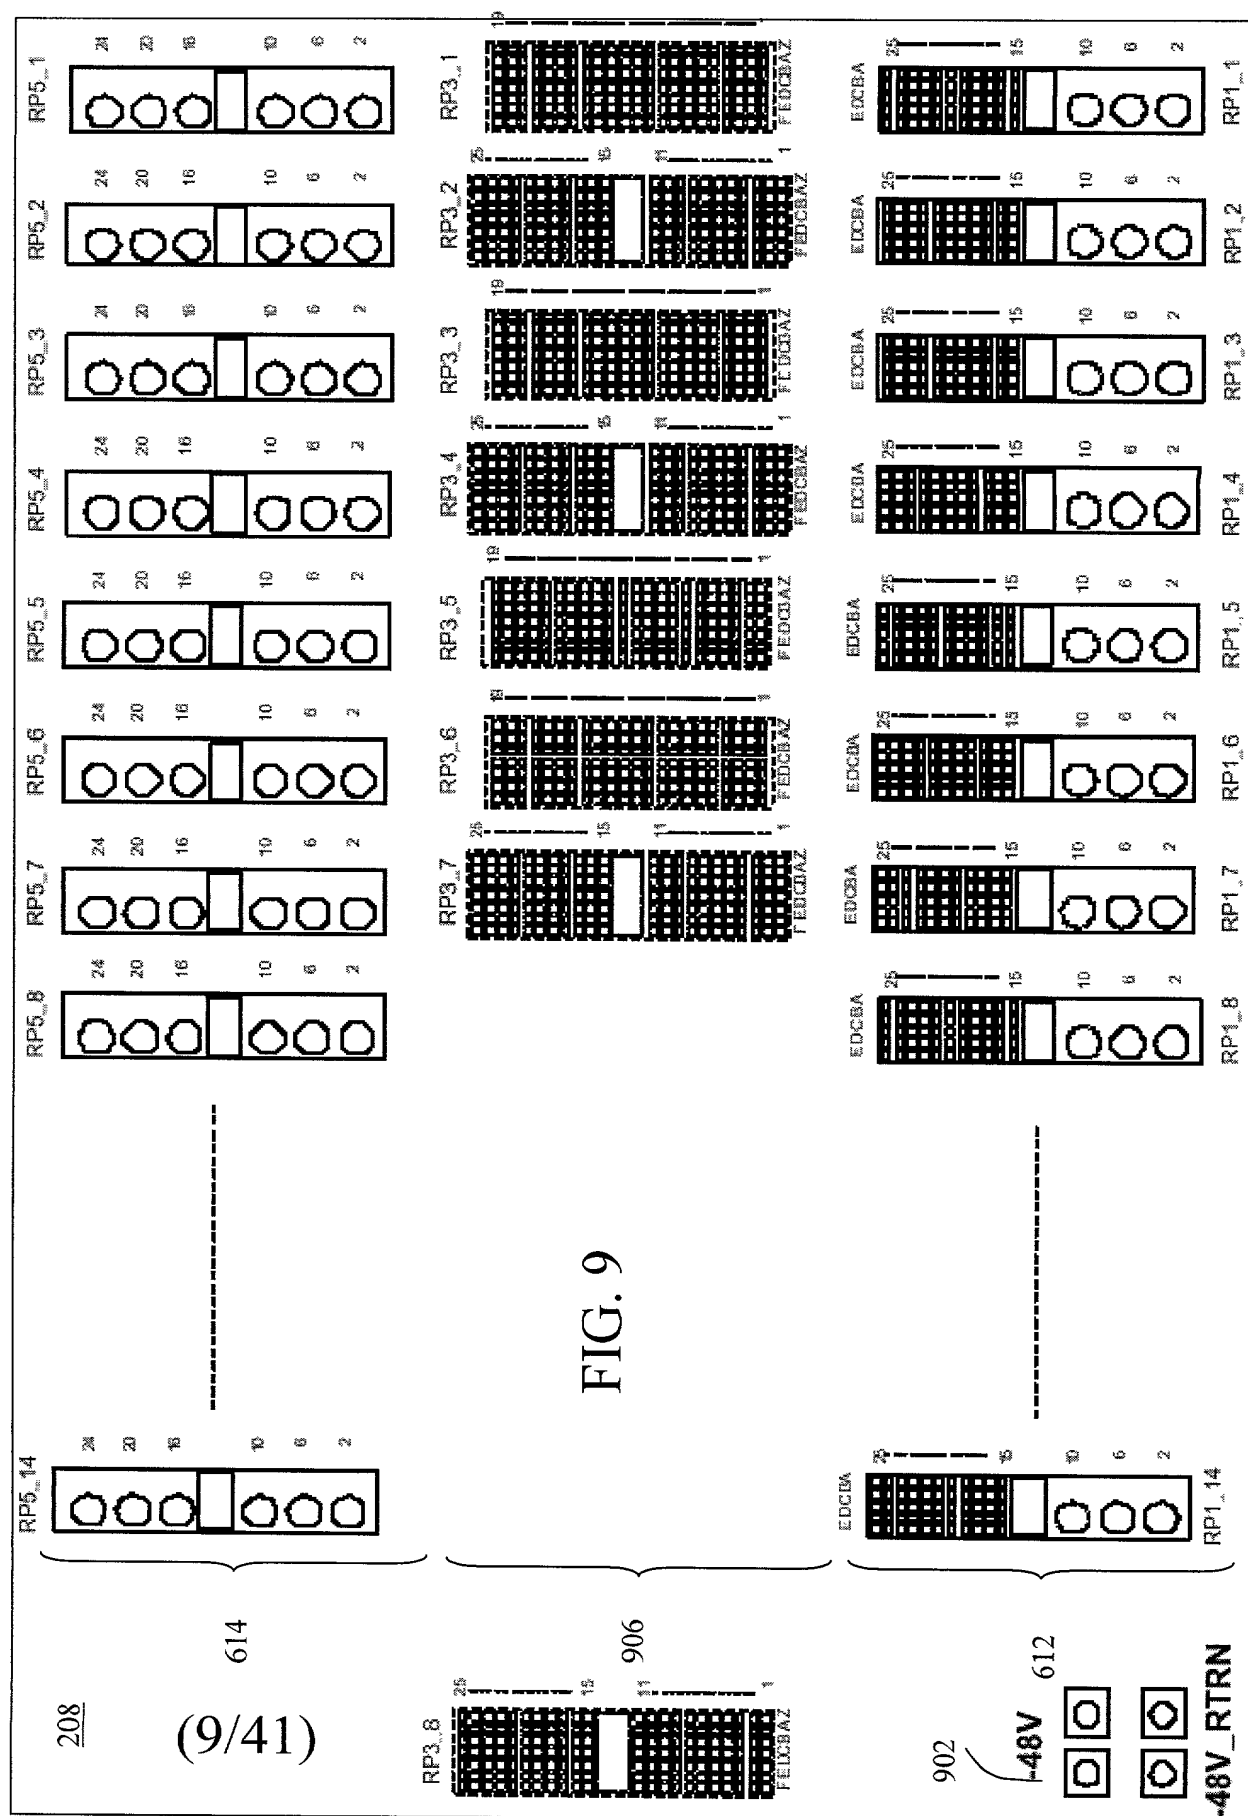 RP5_14 RP5_8 RP5_7 RP5_6 RP5_5 RP5_4 RP5_3 RP5_2 RP5_1
208
24 24 24 24 24 24 24 24 24
20 20 20 20 20 20 20 20 20
16 16 16 16 16 16 16 16 16
(9/41)
614
10 10 10 10 10 10 10 10 10
6 6 6 6 6 6 6 6 6
2 2 2 2 2 2 2 2 2
RP3_8 RP3_7 RP3_6 RP3_5 RP3_4 RP3_3 RP3_2 RP3_1
25 25 19 19 25 19 25 19
15 15 15 15
FIG. 9
906
11 11 11 11
1 1 1 1 1 1 1
FEDCBAZ FEDCBAZ FEDCBAZ FEDCBAZ FEDCBAZ FEDCBAZ FEDCBAZ FEDCBAZ
EDCBA EDCBA EDCBA EDCBA EDCBA EDCBA EDCBA EDCBA EDCBA
25 25 25 25 25 25 25 25 25
902
15 15 15 15 15 15 15 15 15
-48V
612
10 10 10 10 10 10 10 10 10
6 6 6 6 6 6 6 6 6
2 2 2 2 2 2 2 2 2
-48V_RTRN
RP1_14 RP1_8 RP1_7 RP1_6 RP1_5 RP1_4 RP1_3 RP1_2 RP1_1